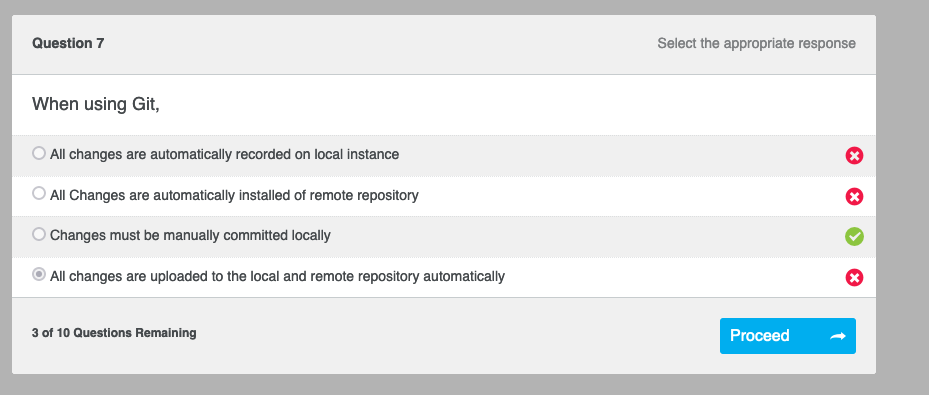 Question 7
Select the appropriate response
When using Git,
All changes are automatically recorded on local instance
All Changes are automatically installed of remote repository
Changes must be manually committed locally
All changes are uploaded to the local and remote repository automatically
3 of 10 Questions Remaining
Proceed